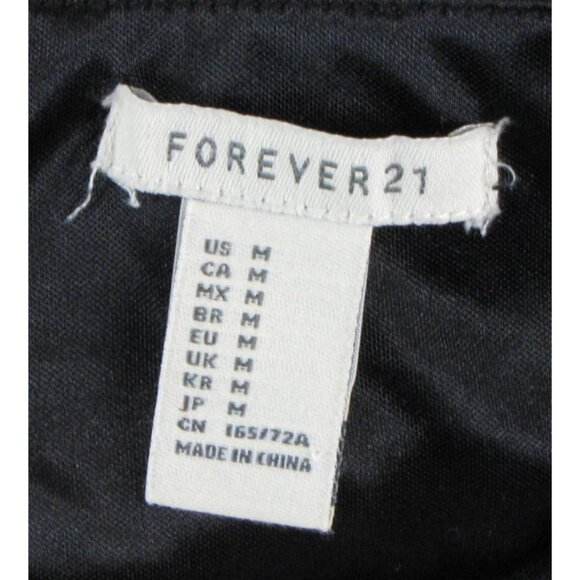 FOREVER 21
US M
CA M
MX M
BR M
EU M
UK M
KR M
JP M
CN 165/72A
MADE IN CHINA